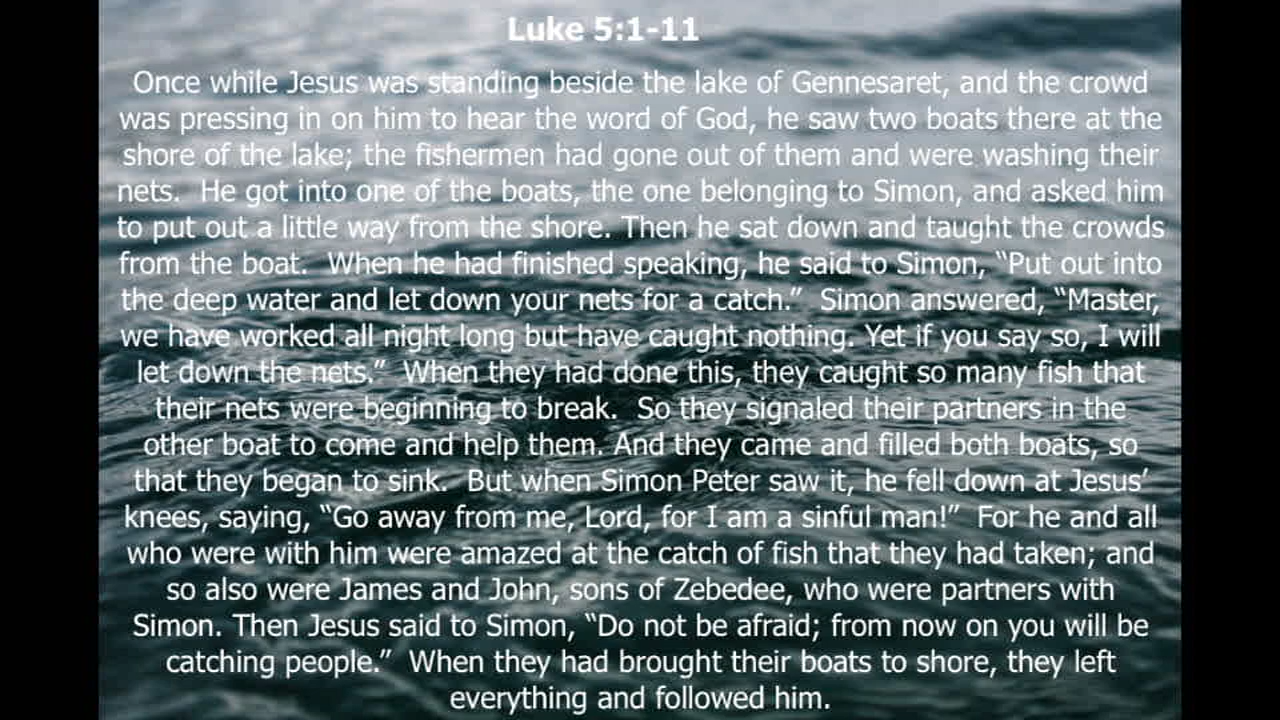 Luke 5:1-11
Once while Jesus was standing beside the lake of Gennesaret, and the crowd
was pressing in on him to hear the word of God, he saw two boats there at the
shore of the lake; the fishermen had gone out of them and were washing their
nets.  He got into one of the boats, the one belonging to Simon, and asked him
to put out a little way from the shore. Then he sat down and taught the crowds
from the boat.  When he had finished speaking, he said to Simon, “Put out into
the deep water and let down your nets for a catch.”  Simon answered, “Master,
we have worked all night long but have caught nothing. Yet if you say so, I will
let down the nets.”  When they had done this, they caught so many fish that
their nets were beginning to break.  So they signaled their partners in the
other boat to come and help them. And they came and filled both boats, so
that they began to sink.  But when Simon Peter saw it, he fell down at Jesus’
knees, saying, “Go away from me, Lord, for I am a sinful man!”  For he and all
who were with him were amazed at the catch of fish that they had taken; and
so also were James and John, sons of Zebedee, who were partners with
Simon. Then Jesus said to Simon, “Do not be afraid; from now on you will be
catching people.”  When they had brought their boats to shore, they left
everything and followed him.